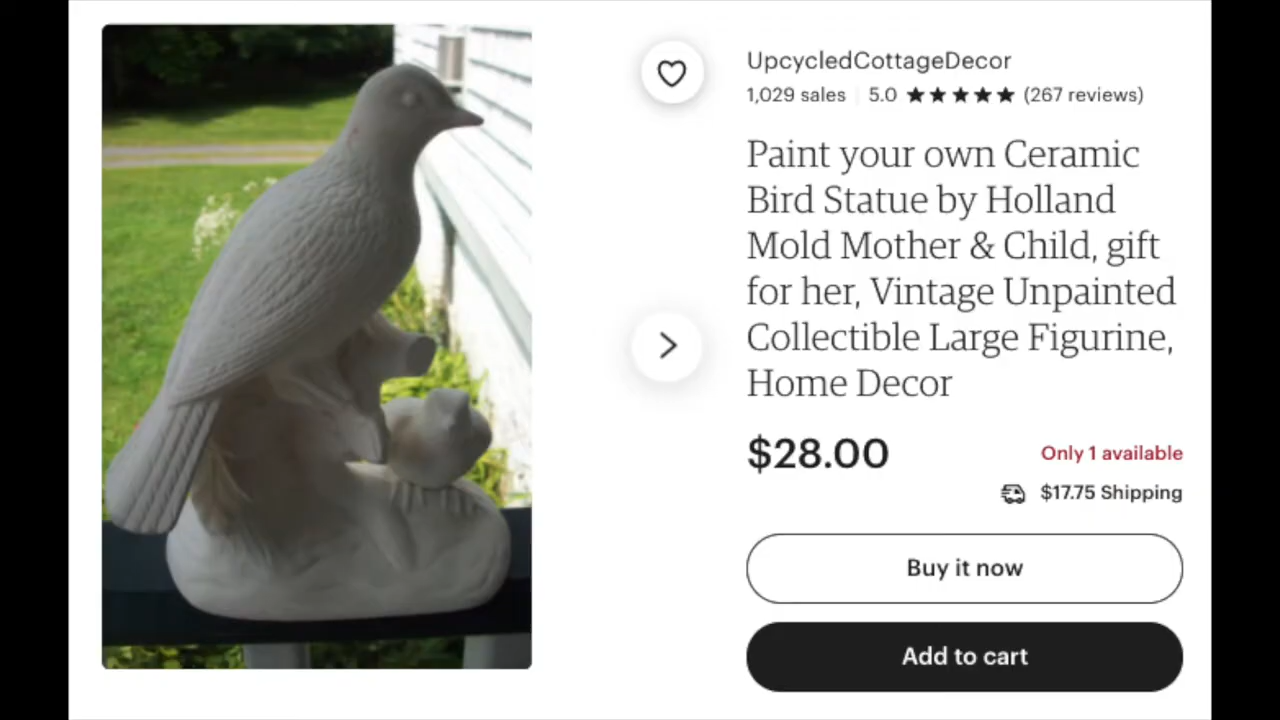 UpcycledCottageDecor
1,029 sales 5.0 ★★★★★ (267 reviews)
Paint your own Ceramic
Bird Statue by Holland
Mold Mother & Child, gift
for her, Vintage Unpainted
Collectible Large Figurine,
Home Decor
$28.00
Only 1 available
$17.75 Shipping
Buy it now
Add to cart